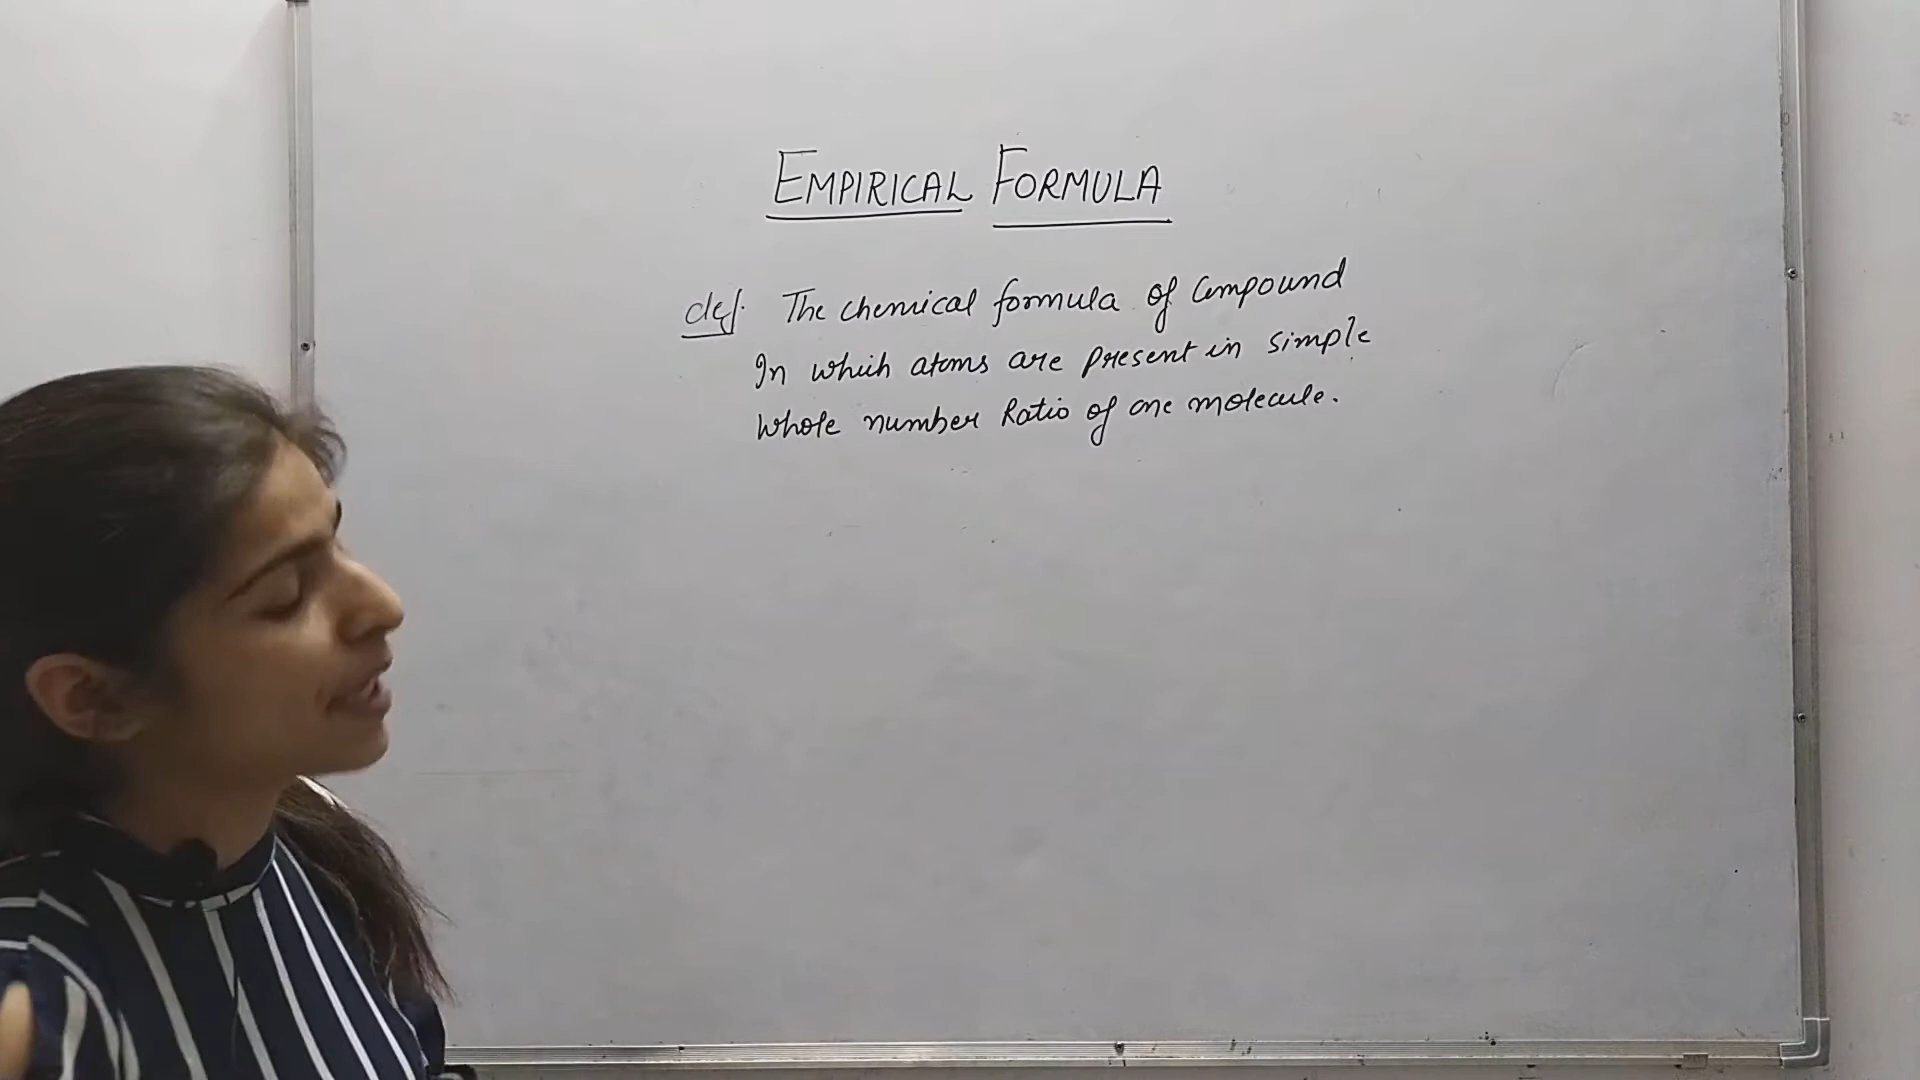 EMPIRICAL FORMULA
def. The chemical formula of Compound
In which atoms are present in simple
Whole number Ratio of one molecule.